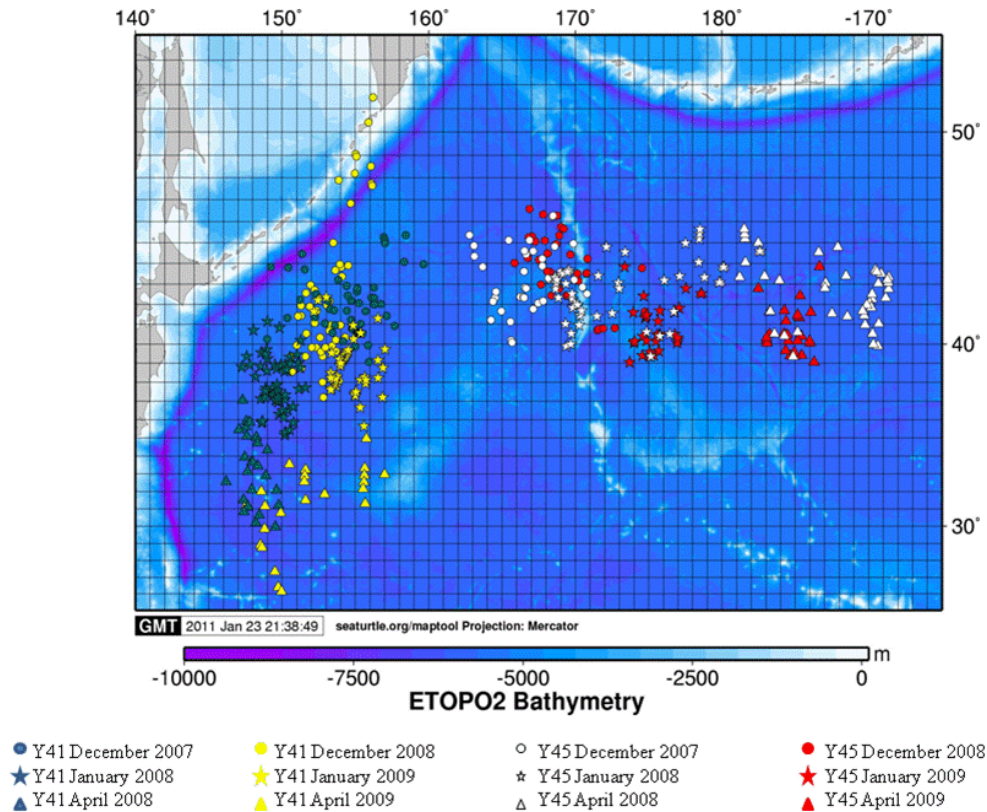 140˚ 150˚ 160˚ 170˚ 180˚ -170˚
50˚
40˚
30˚
GMT 2011 Jan 23 21:38:49 seaturtle.org/maptool Projection: Mercator
m
-10000 -7500 -5000 -2500 0
ETOPO2 Bathymetry
Y41 December 2007 Y41 December 2008 Y45 December 2007 Y45 December 2008
Y41 January 2008 Y41 January 2009 Y45 January 2008 Y45 January 2009
Y41 April 2008 Y41 April 2009 Y45 April 2008 Y45 April 2009